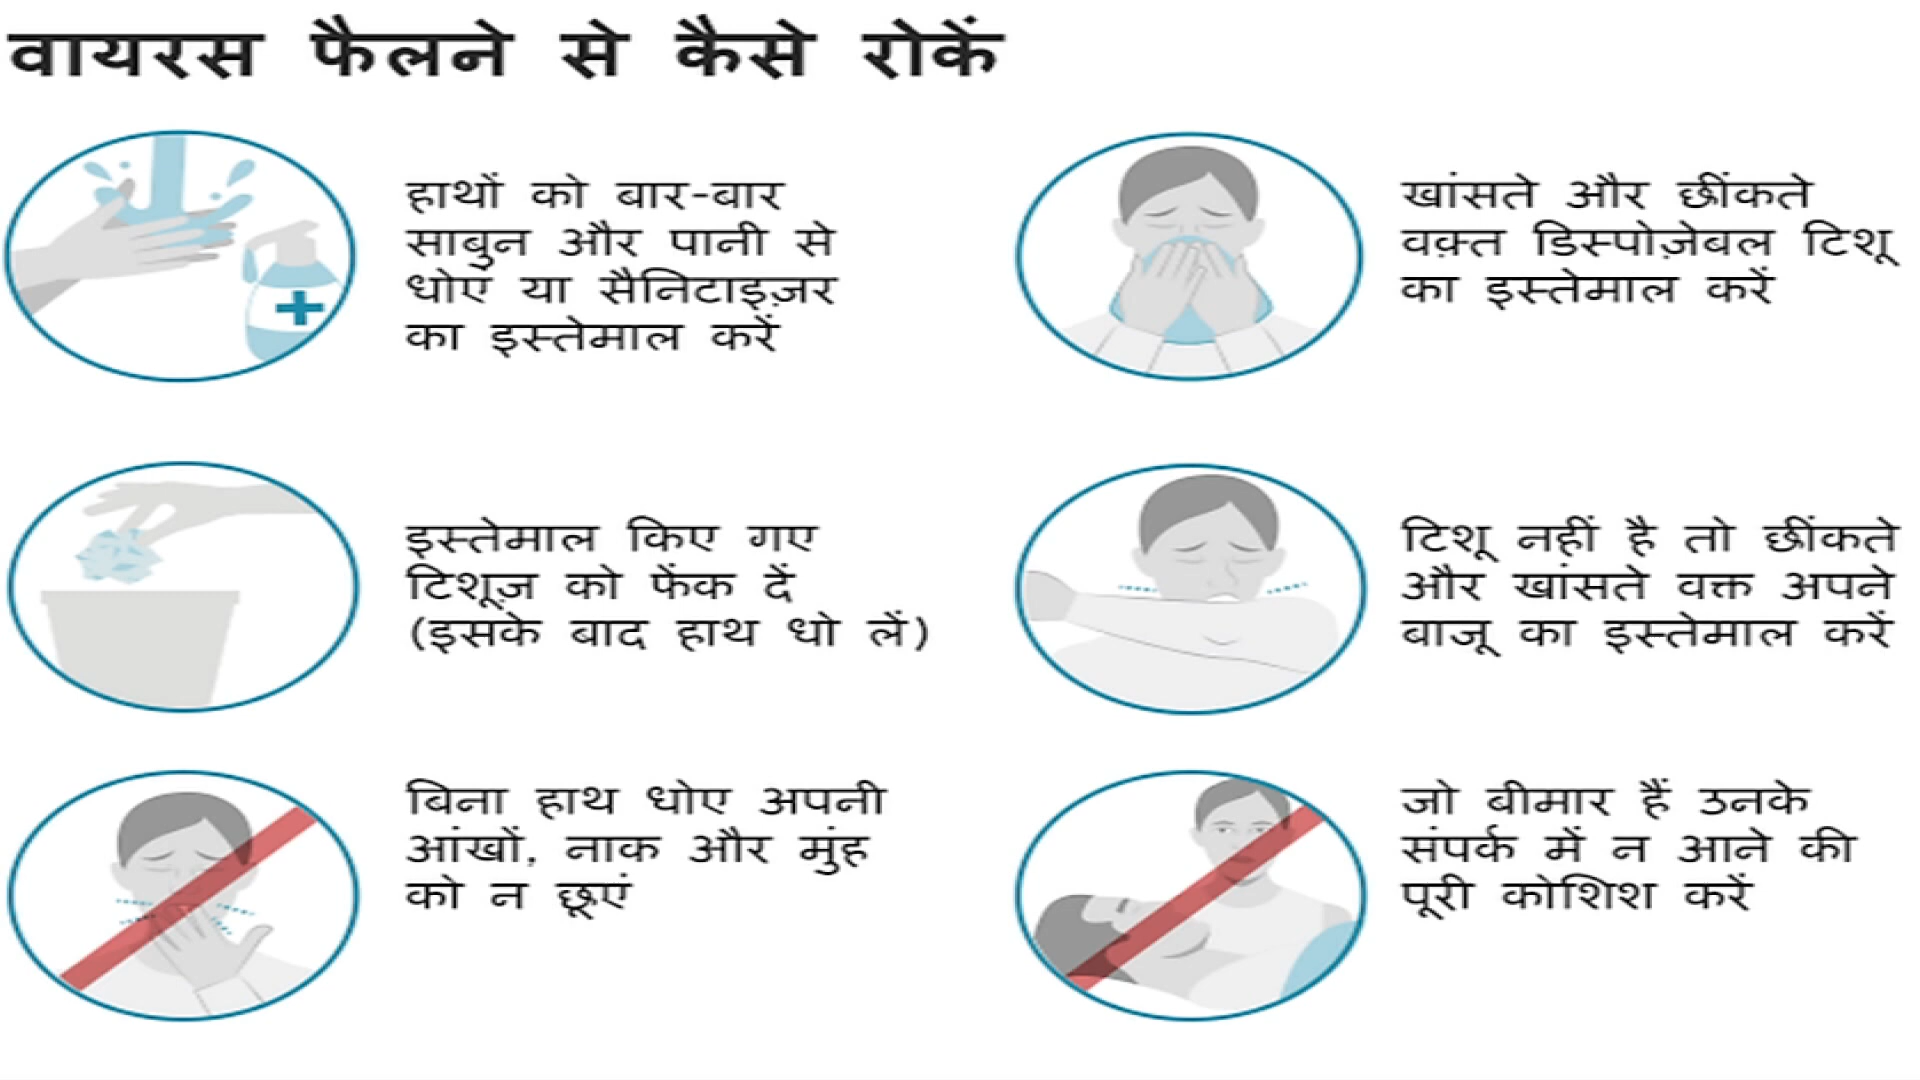 वायरस फैलने से कैसे रोकें
हाथों को बार-बार
साबुन और पानी से
धोएं या सैनिटाइज़र
का इस्तेमाल करें
खांसते और छींकते
वक़्त डिस्पोज़ेबल टिशू
का इस्तेमाल करें
इस्तेमाल किए गए
टिशूज़ को फेंक दें
(इसके बाद हाथ धो लें)
टिशू नहीं है तो छींकते
और खांसते वक्त अपने
बाजू का इस्तेमाल करें
बिना हाथ धोए अपनी
आंखों, नाक और मुंह
को न छूएं
जो बीमार हैं उनके
संपर्क में न आने की
पूरी कोशिश करें